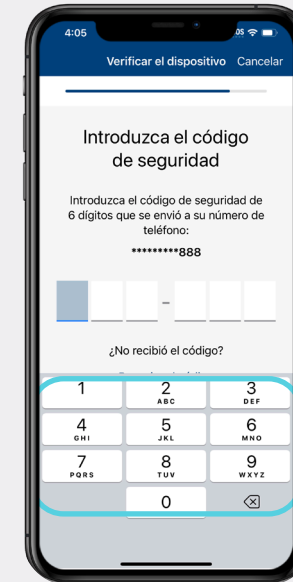 4:05
Verificar el dispositivo Cancelar
Introduzca el código
de seguridad
Introduzca el código de seguridad de
6 dígitos que se envió a su número de
teléfono:
*********888
-
¿No recibió el código?
1 2 3
ABC DEF
4 5 6
GHI JKL MNO
7 8 9
PQRS TUV WXYZ
0